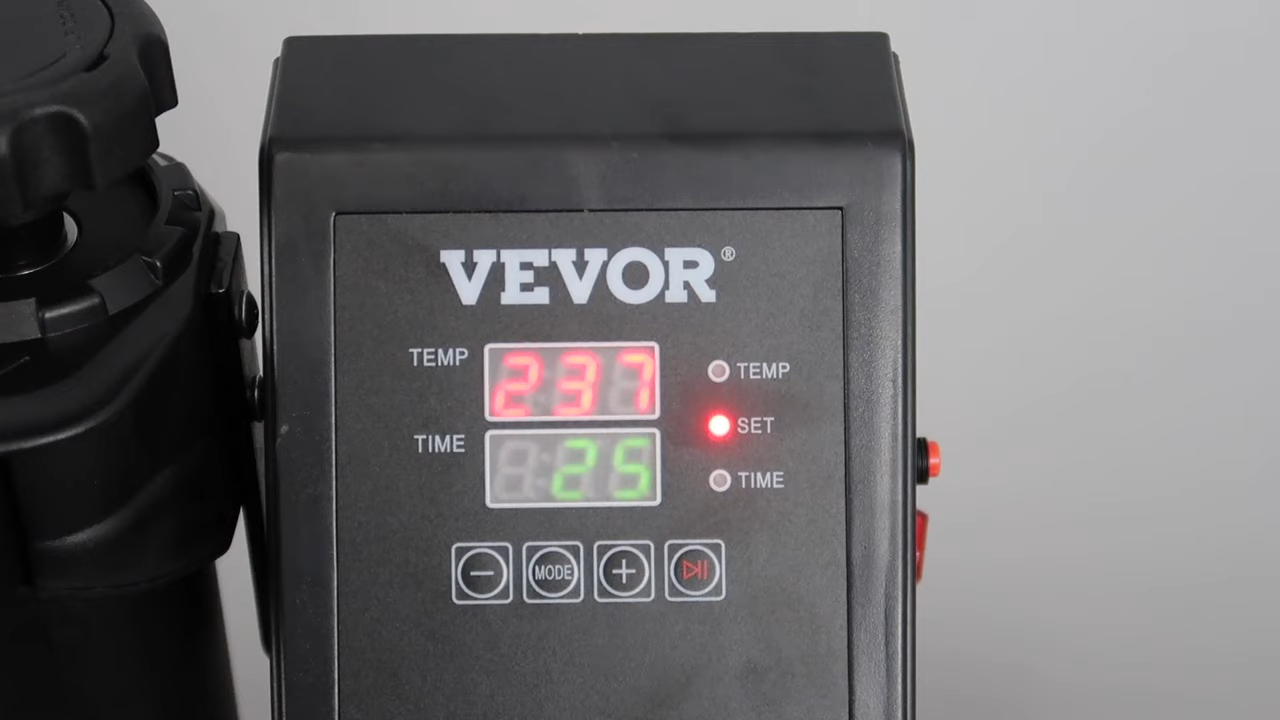 VEVOR®
TEMP 237 TEMP
SET
TIME 25 TIME
MODE